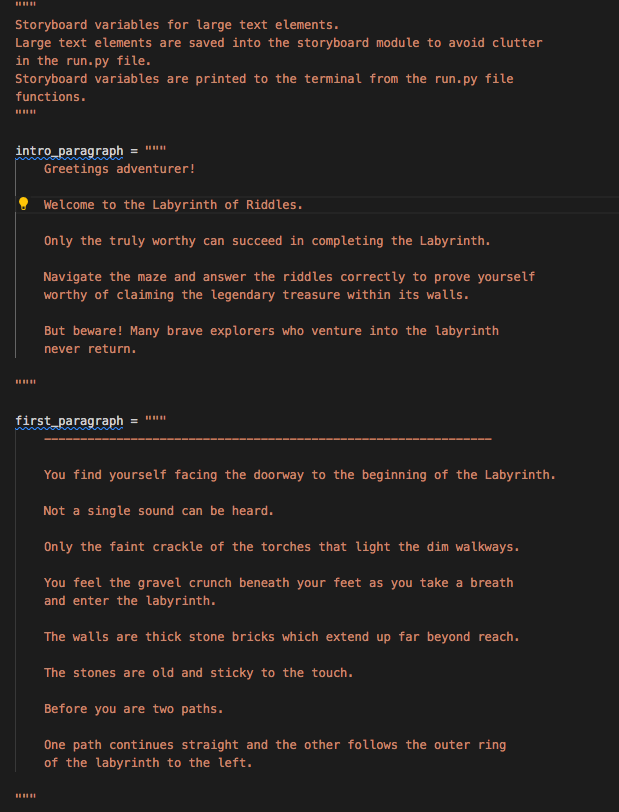 """
Storyboard variables for large text elements.
Large text elements are saved into the storyboard module to avoid clutter
in the run.py file.
Storyboard variables are printed to the terminal from the run.py file
functions.
"""
intro_paragraph = """
Greetings adventurer!
Welcome to the Labyrinth of Riddles.
Only the truly worthy can succeed in completing the Labyrinth.
Navigate the maze and answer the riddles correctly to prove yourself
worthy of claiming the legendary treasure within its walls.
But beware! Many brave explorers who venture into the labyrinth
never return.
"""
first_paragraph = """
--------------------------------------------------------------
You find yourself facing the doorway to the beginning of the Labyrinth.
Not a single sound can be heard.
Only the faint crackle of the torches that light the dim walkways.
You feel the gravel crunch beneath your feet as you take a breath
and enter the labyrinth.
The walls are thick stone bricks which extend up far beyond reach.
The stones are old and sticky to the touch.
Before you are two paths.
One path continues straight and the other follows the outer ring
of the labyrinth to the left.
"""